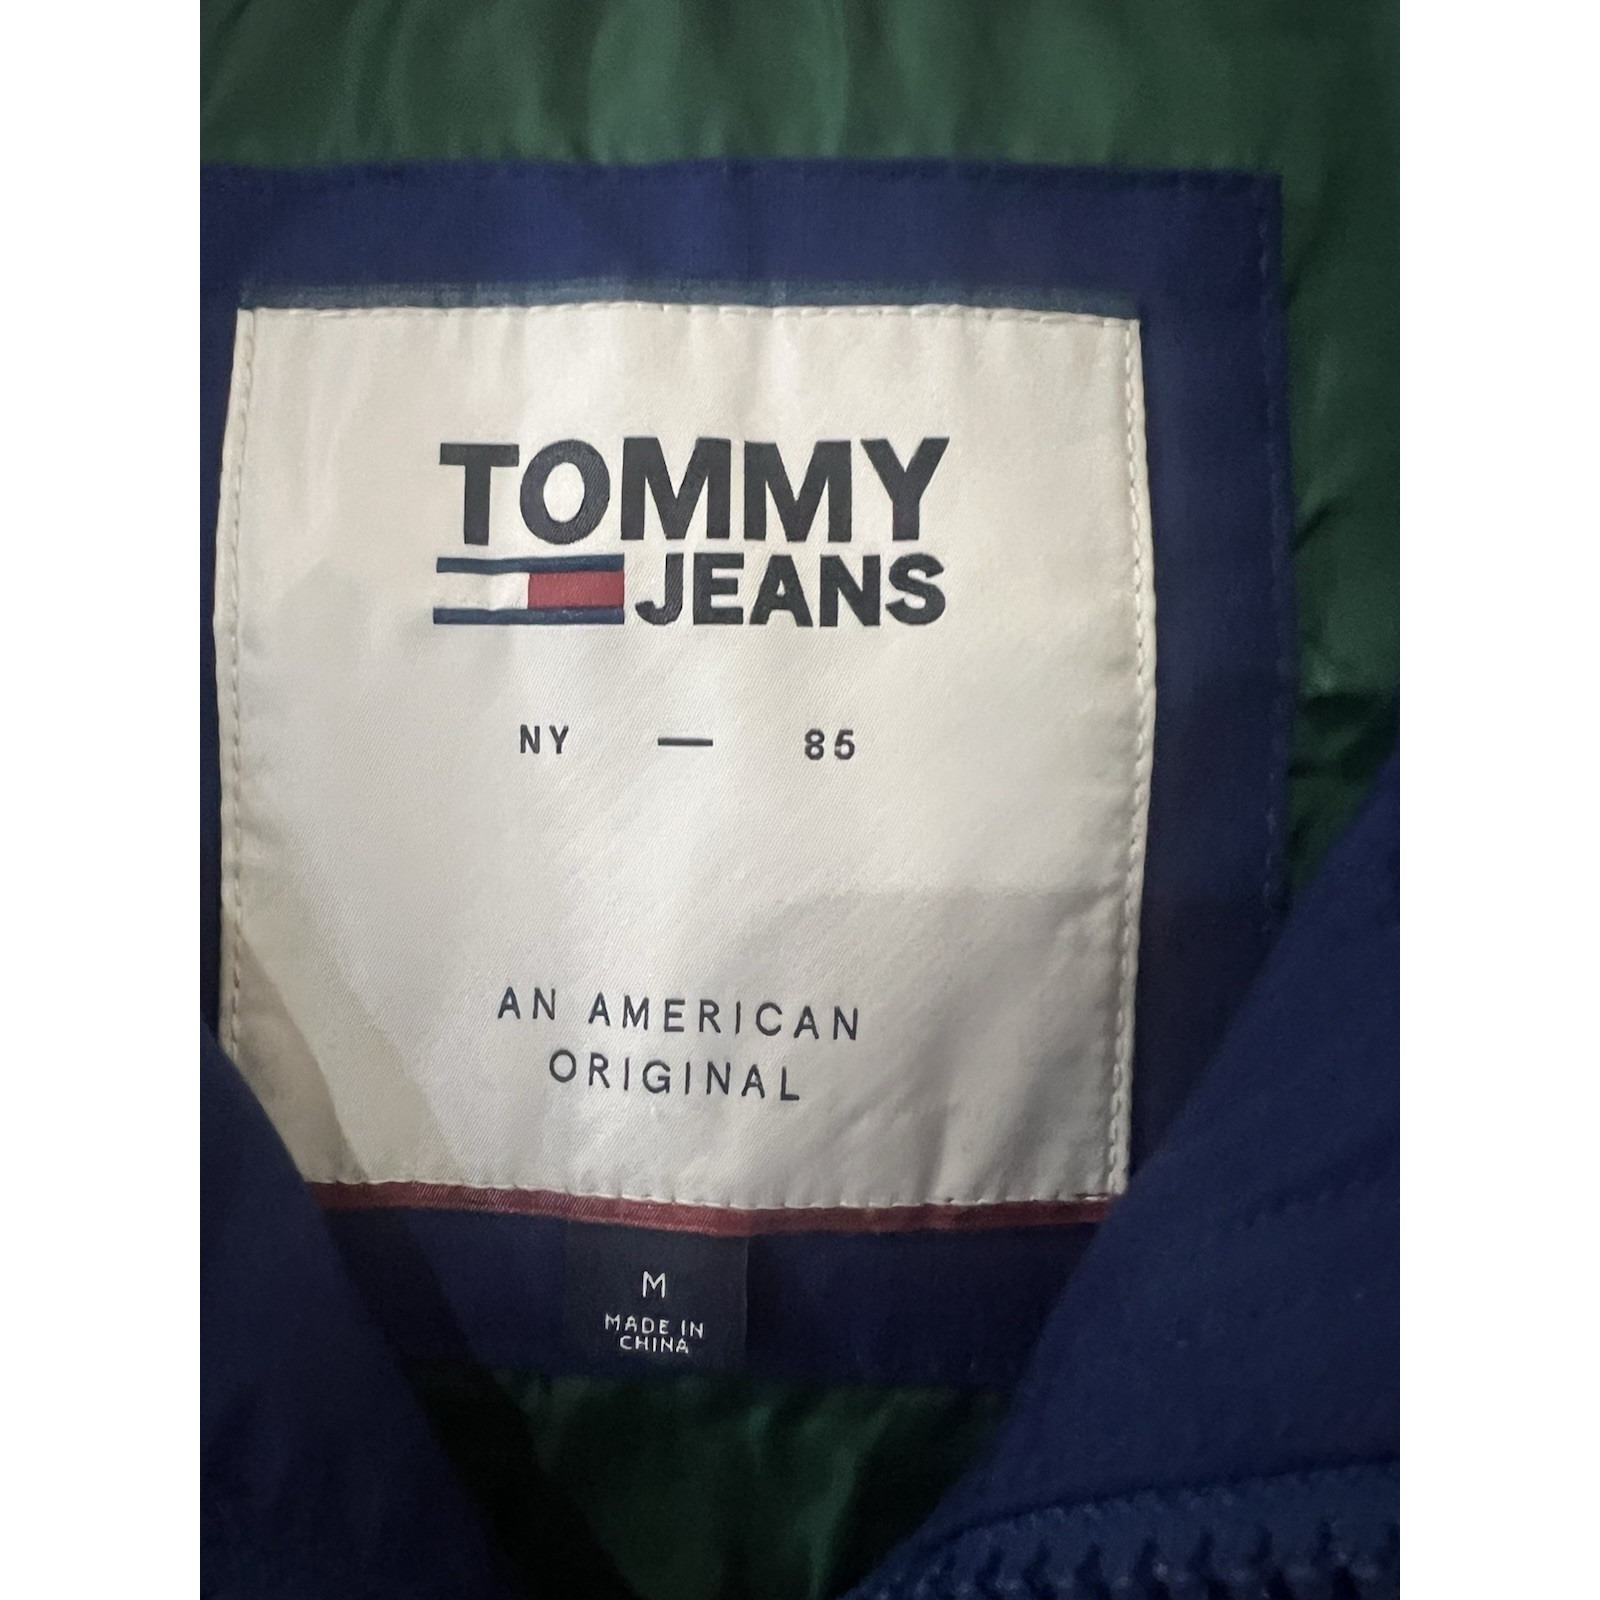 TOMMY
JEANS
NY — 85
AN AMERICAN
ORIGINAL
M
MADE IN
CHINA